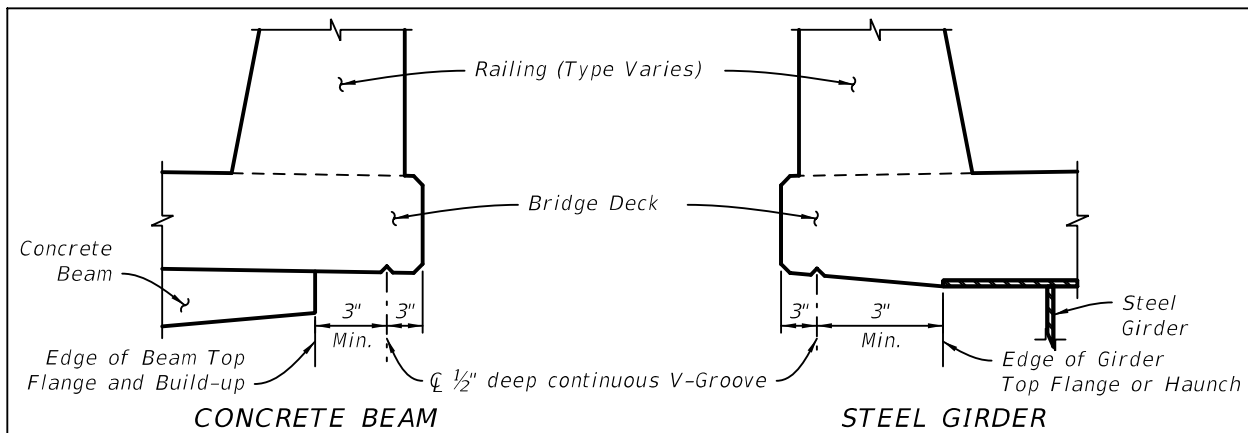 Railing (Type Varies)
Bridge Deck
Concrete
Beam
3"
3"
Min.
3"
3"
Min.
Steel
Girder
Edge of Beam Top
Flange and Build-up
℄ ½" deep continuous V-Groove
Edge of Girder
Top Flange or Haunch
CONCRETE BEAM
STEEL GIRDER